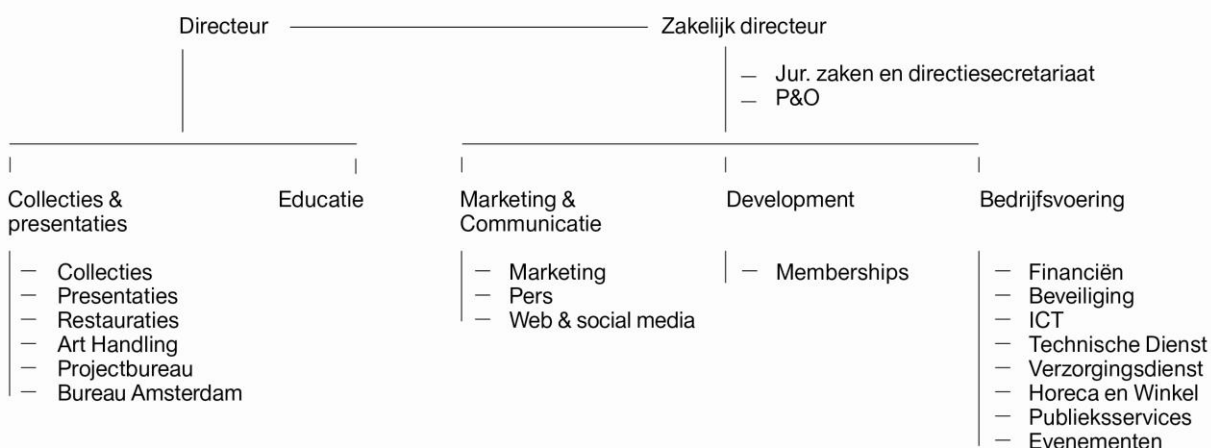 Directeur
Zakelijk directeur
Jur. zaken en directiesecretariaat
P&O
Collecties &
presentaties
Collecties
Presentaties
Restauraties
Art Handling
Projectbureau
Bureau Amsterdam
Educatie
Marketing &
Communicatie
Marketing
Pers
Web & social media
Development
Memberships
Bedrijfsvoering
Financiën
Beveiliging
ICT
Technische Dienst
Verzorgingsdienst
Horeca en Winkel
Publieksservices
Evenementen